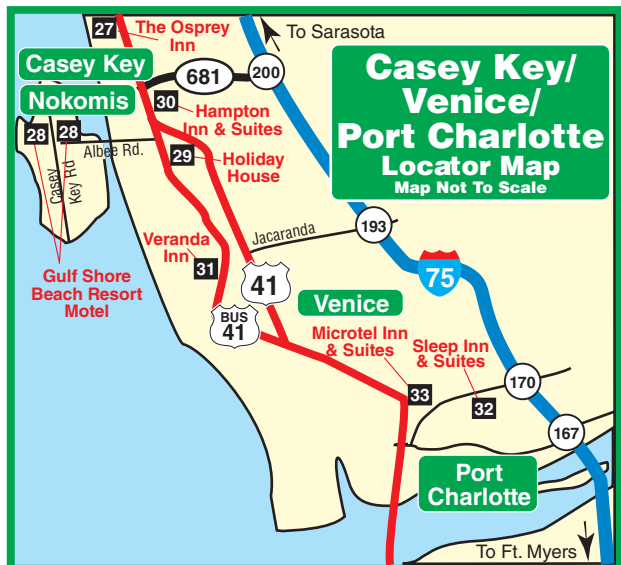 27
The Osprey
Inn
To Sarasota
Casey Key
681
200
Casey Key/
Venice/
Port Charlotte
Locator Map
Map Not To Scale
Nokomis
30
Hampton
Inn & Suites
28
28
Albee Rd.
29
Holiday
House
Casey
Key Rd
193
Jacaranda
Veranda
Inn
31
75
Gulf Shore
Beach Resort
Motel
41
Venice
BUS
41
Microtel Inn
& Suites
Sleep Inn
& Suites
170
33
32
167
Port
Charlotte
To Ft. Myers